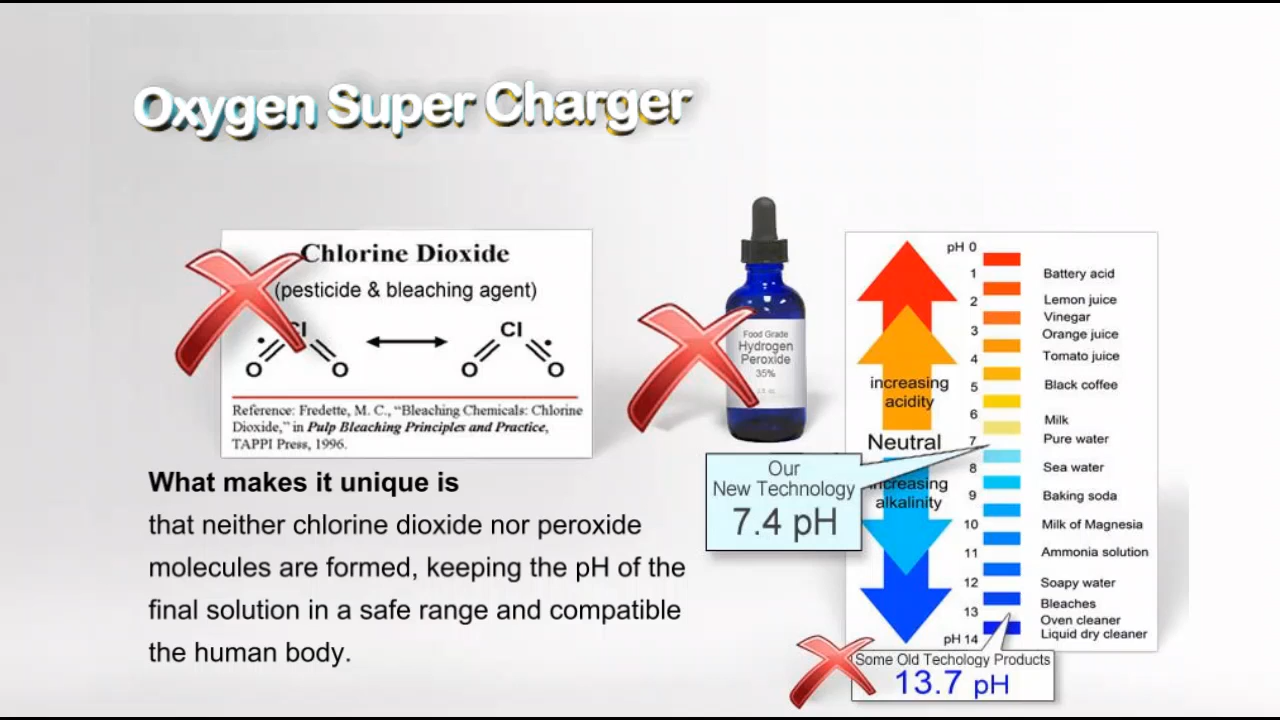 Oxygen Super Charger
Chlorine Dioxide
(pesticide & bleaching agent)
Cl
Cl
O
O
O
O
Reference: Fredette, M. C., “Bleaching Chemicals: Chlorine
Dioxide,” in Pulp Bleaching Principles and Practice,
TAPPI Press, 1996.
What makes it unique is
that neither chlorine dioxide nor peroxide
molecules are formed, keeping the pH of the
final solution in a safe range and compatible
the human body.
Food Grade
Hydrogen
Peroxide
35%
Our
New Technology
7.4 pH
increasing
acidity
Neutral
increasing
alkalinity
pH 0
1 Battery acid
2 Lemon juice
Vinegar
3 Orange juice
4 Tomato juice
5 Black coffee
6 Milk
7 Pure water
8 Sea water
9 Baking soda
10 Milk of Magnesia
11 Ammonia solution
12 Soapy water
Bleaches
13 Oven cleaner
pH 14 Liquid dry cleaner
Some Old Techology Products
13.7 pH